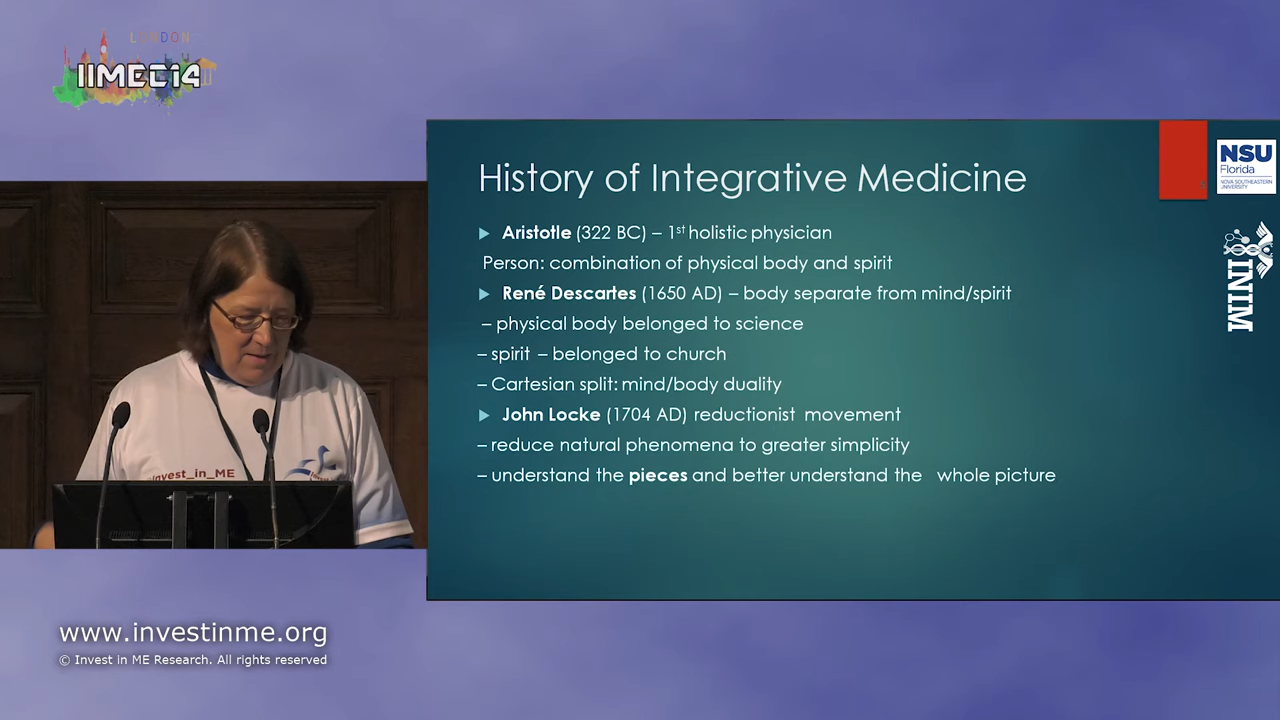 LONDON
IIMEC14
History of Integrative Medicine
Aristotle (322 BC) – 1st holistic physician
Person: combination of physical body and spirit
René Descartes (1650 AD) – body separate from mind/spirit
– physical body belonged to science
– spirit – belonged to church
– Cartesian split: mind/body duality
John Locke (1704 AD) reductionist movement
– reduce natural phenomena to greater simplicity
– understand the pieces and better understand the whole picture
5
NSU
Florida
NOVA SOUTHEASTERN
UNIVERSITY
INIM
invest_in_ME
www.investinme.org
© Invest in ME Research. All rights reserved